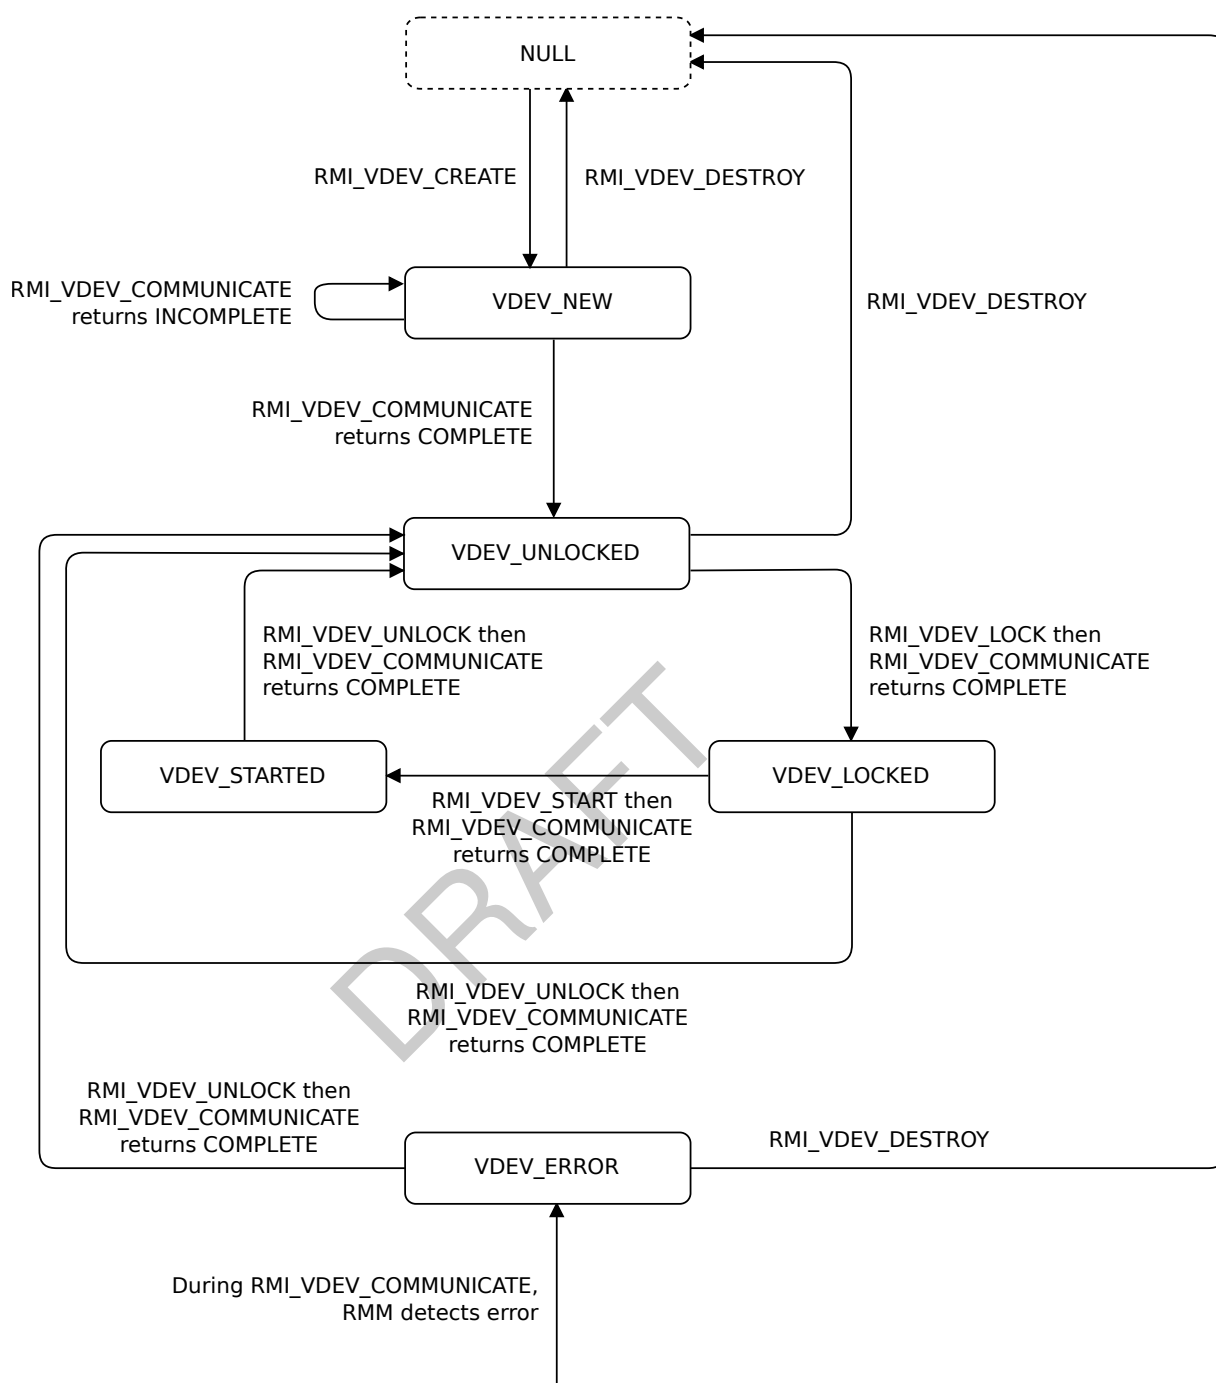 NULL
RMI_VDEV_CREATE
RMI_VDEV_DESTROY
RMI_VDEV_COMMUNICATE
returns INCOMPLETE
VDEV_NEW
RMI_VDEV_DESTROY
RMI_VDEV_COMMUNICATE
returns COMPLETE
VDEV_UNLOCKED
RMI_VDEV_UNLOCK then
RMI_VDEV_COMMUNICATE
returns COMPLETE
RMI_VDEV_LOCK then
RMI_VDEV_COMMUNICATE
returns COMPLETE
VDEV_STARTED
VDEV_LOCKED
RMI_VDEV_START then
RMI_VDEV_COMMUNICATE
returns COMPLETE
DRAFT
RMI_VDEV_UNLOCK then
RMI_VDEV_COMMUNICATE
returns COMPLETE
RMI_VDEV_UNLOCK then
RMI_VDEV_COMMUNICATE
returns COMPLETE
VDEV_ERROR
RMI_VDEV_DESTROY
During RMI_VDEV_COMMUNICATE,
RMM detects error